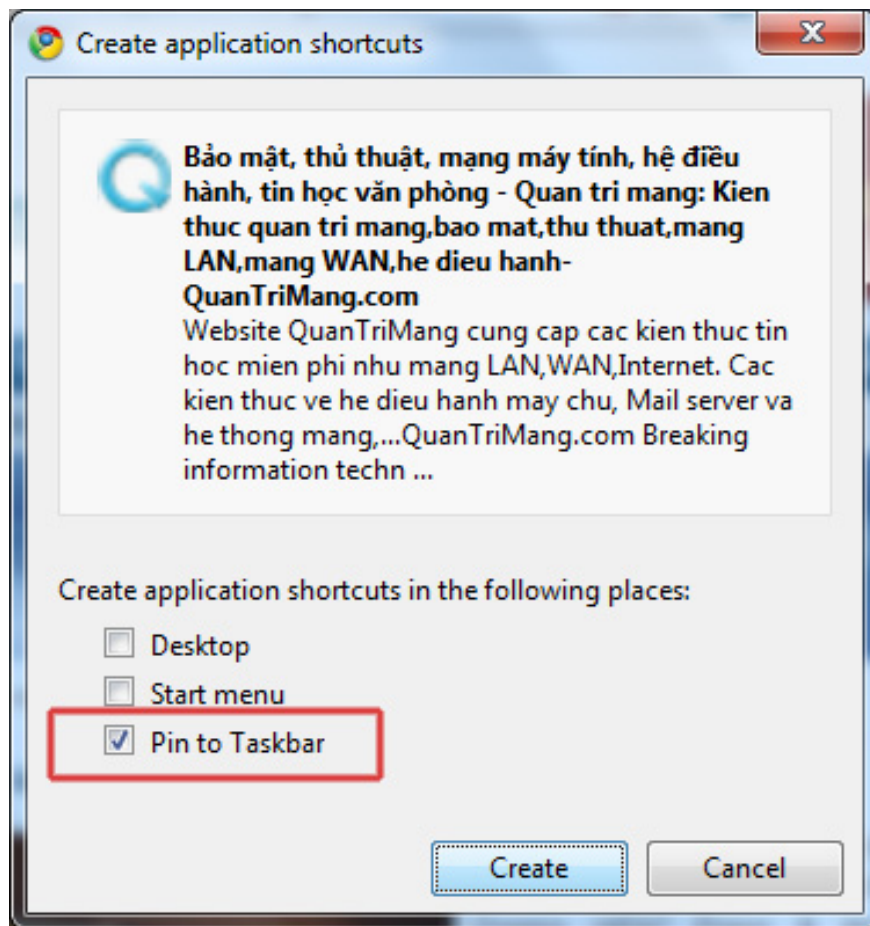 Create application shortcuts
Bảo mật, thủ thuật, mạng máy tính, hệ điều
hành, tin học văn phòng - Quan tri mang: Kien
thuc quan tri mang,bao mat,thu thuat,mang
LAN,mang WAN,he dieu hanh-
QuanTriMang.com
Website QuanTriMang cung cap cac kien thuc tin
hoc mien phi nhu mang LAN,WAN,Internet. Cac
kien thuc ve he dieu hanh may chu, Mail server va
he thong mang,...QuanTriMang.com Breaking
information techn ...
Create application shortcuts in the following places:
Desktop
Start menu
Pin to Taskbar
Create Cancel